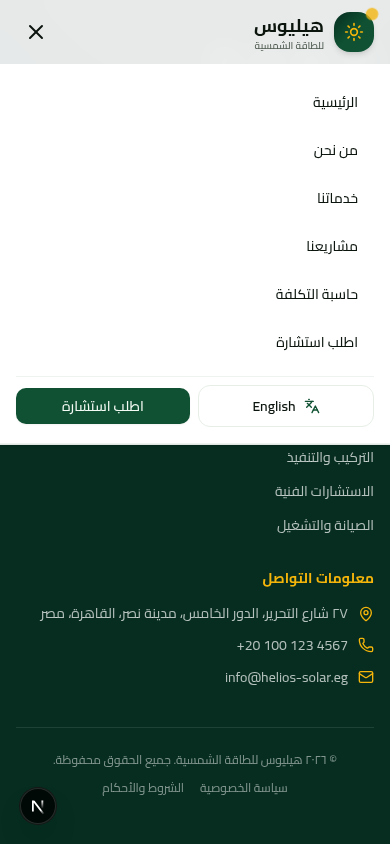 هيليوس
للطاقة الشمسية
الرئيسية
من نحن
خدماتنا
مشاريعنا
حاسبة التكلفة
اطلب استشارة
English
اطلب استشارة
التركيب والتنفيذ
الاستشارات الفنية
الصيانة والتشغيل
معلومات التواصل
٢٧ شارع التحرير، الدور الخامس، مدينة نصر، القاهرة، مصر
+20 100 123 4567
info@helios-solar.eg
© ٢٠٢٦ هيليوس للطاقة الشمسية. جميع الحقوق محفوظة.
سياسة الخصوصية
الشروط والأحكام
N